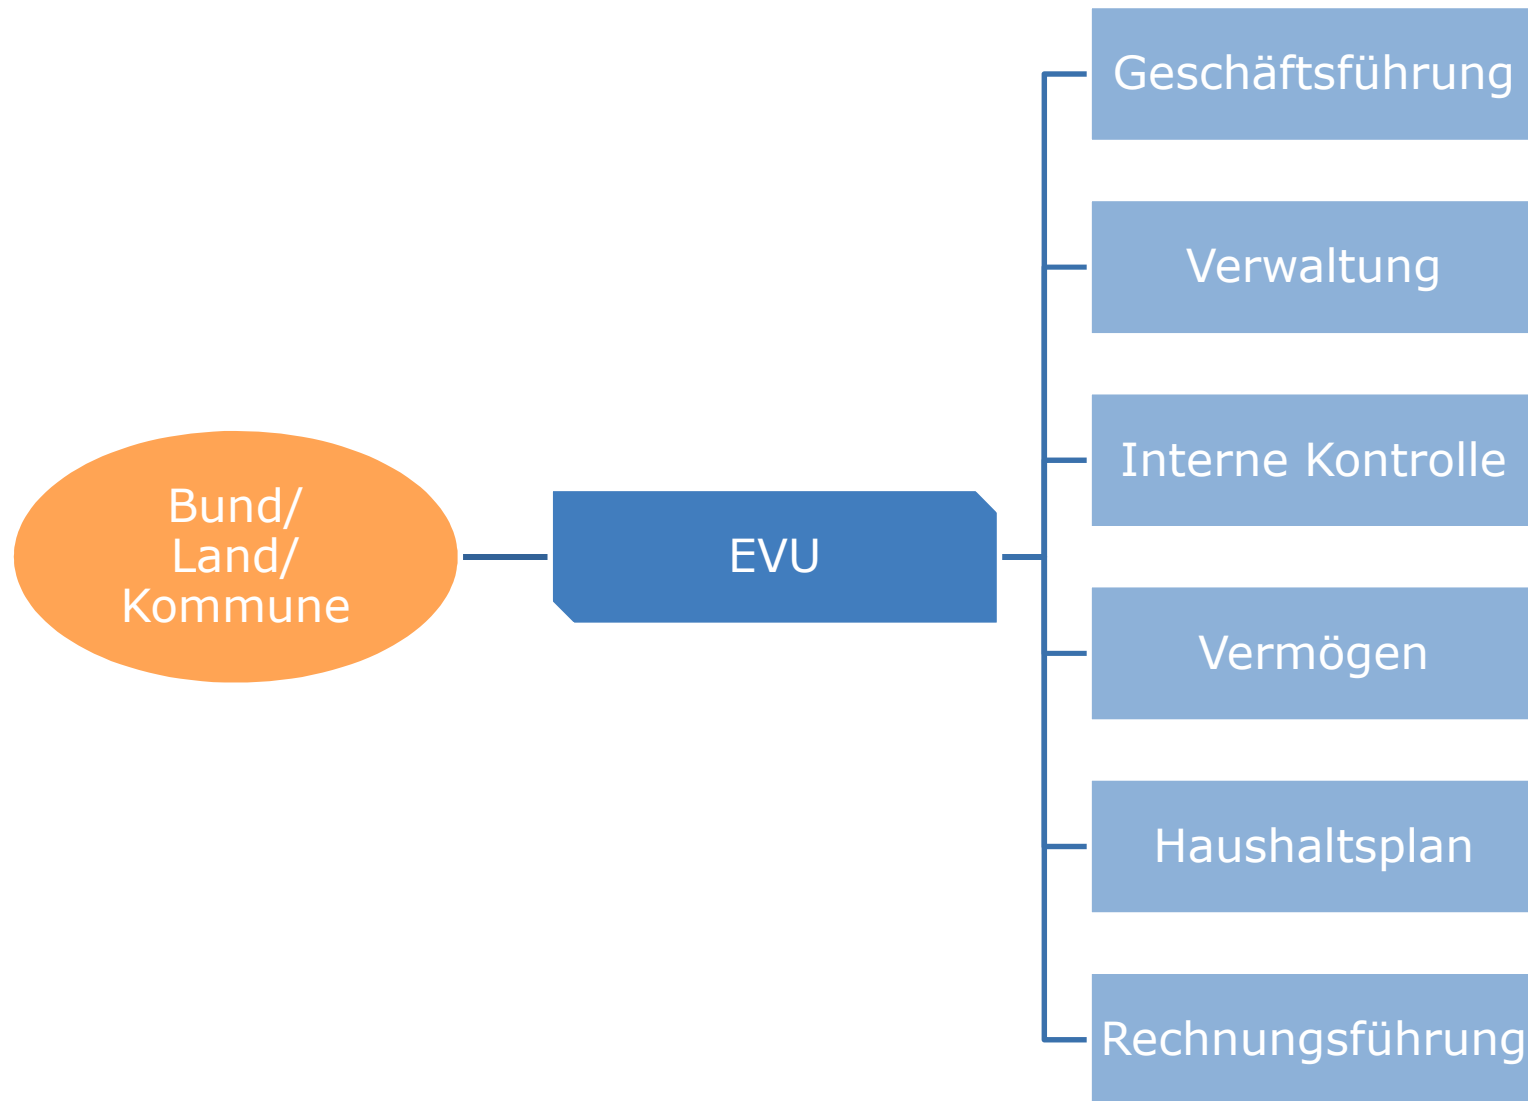 Geschäftsführung
Verwaltung
Interne Kontrolle
Bund/
Land/
Kommune
EVU
Vermögen
Haushaltsplan
Rechnungsführung